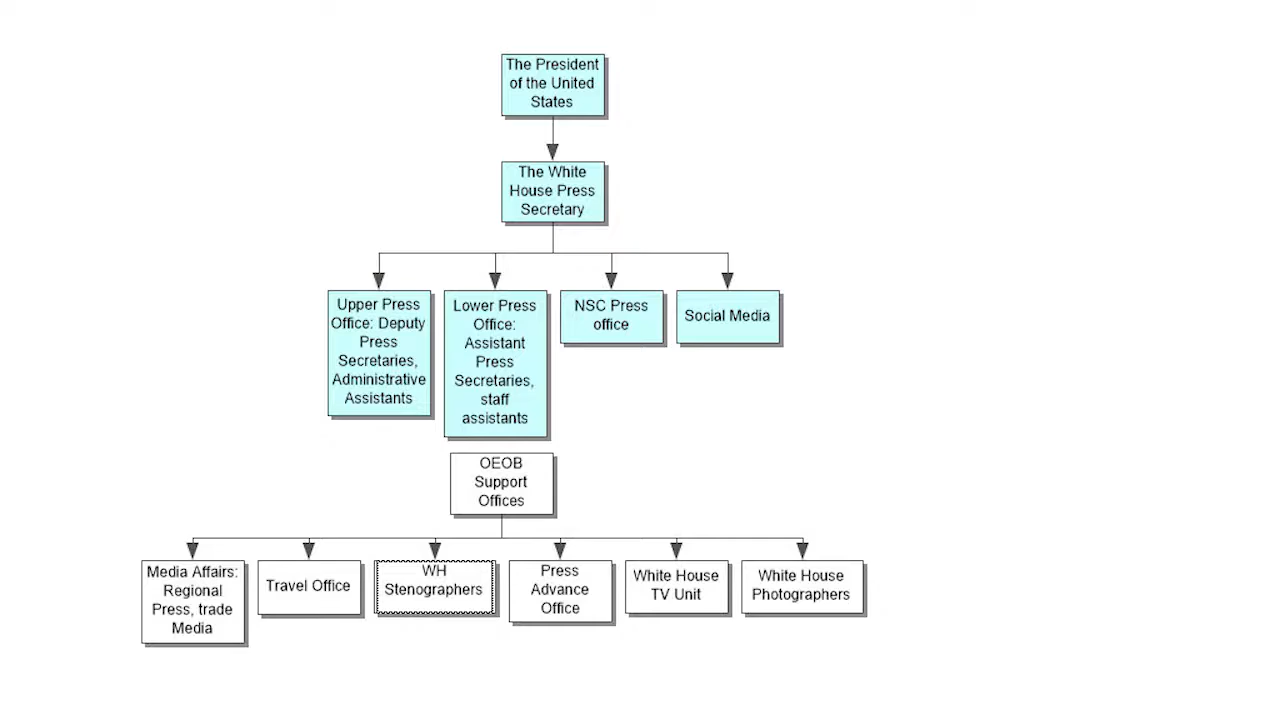 The President
of the United
States
The White
House Press
Secretary
Upper Press
Office: Deputy
Press
Secretaries,
Administrative
Assistants
Lower Press
Office:
Assistant
Press
Secretaries,
staff
assistants
NSC Press
office
Social Media
OEOB
Support
Offices
Media Affairs:
Regional
Press, trade
Media
Travel Office
WH
Stenographers
Press
Advance
Office
White House
TV Unit
White House
Photographers